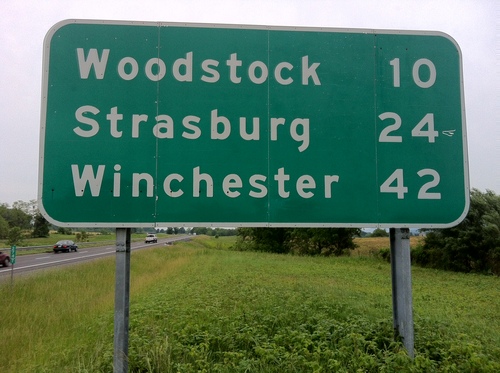 Woodstock 10
Strasburg 24
Winchester 42